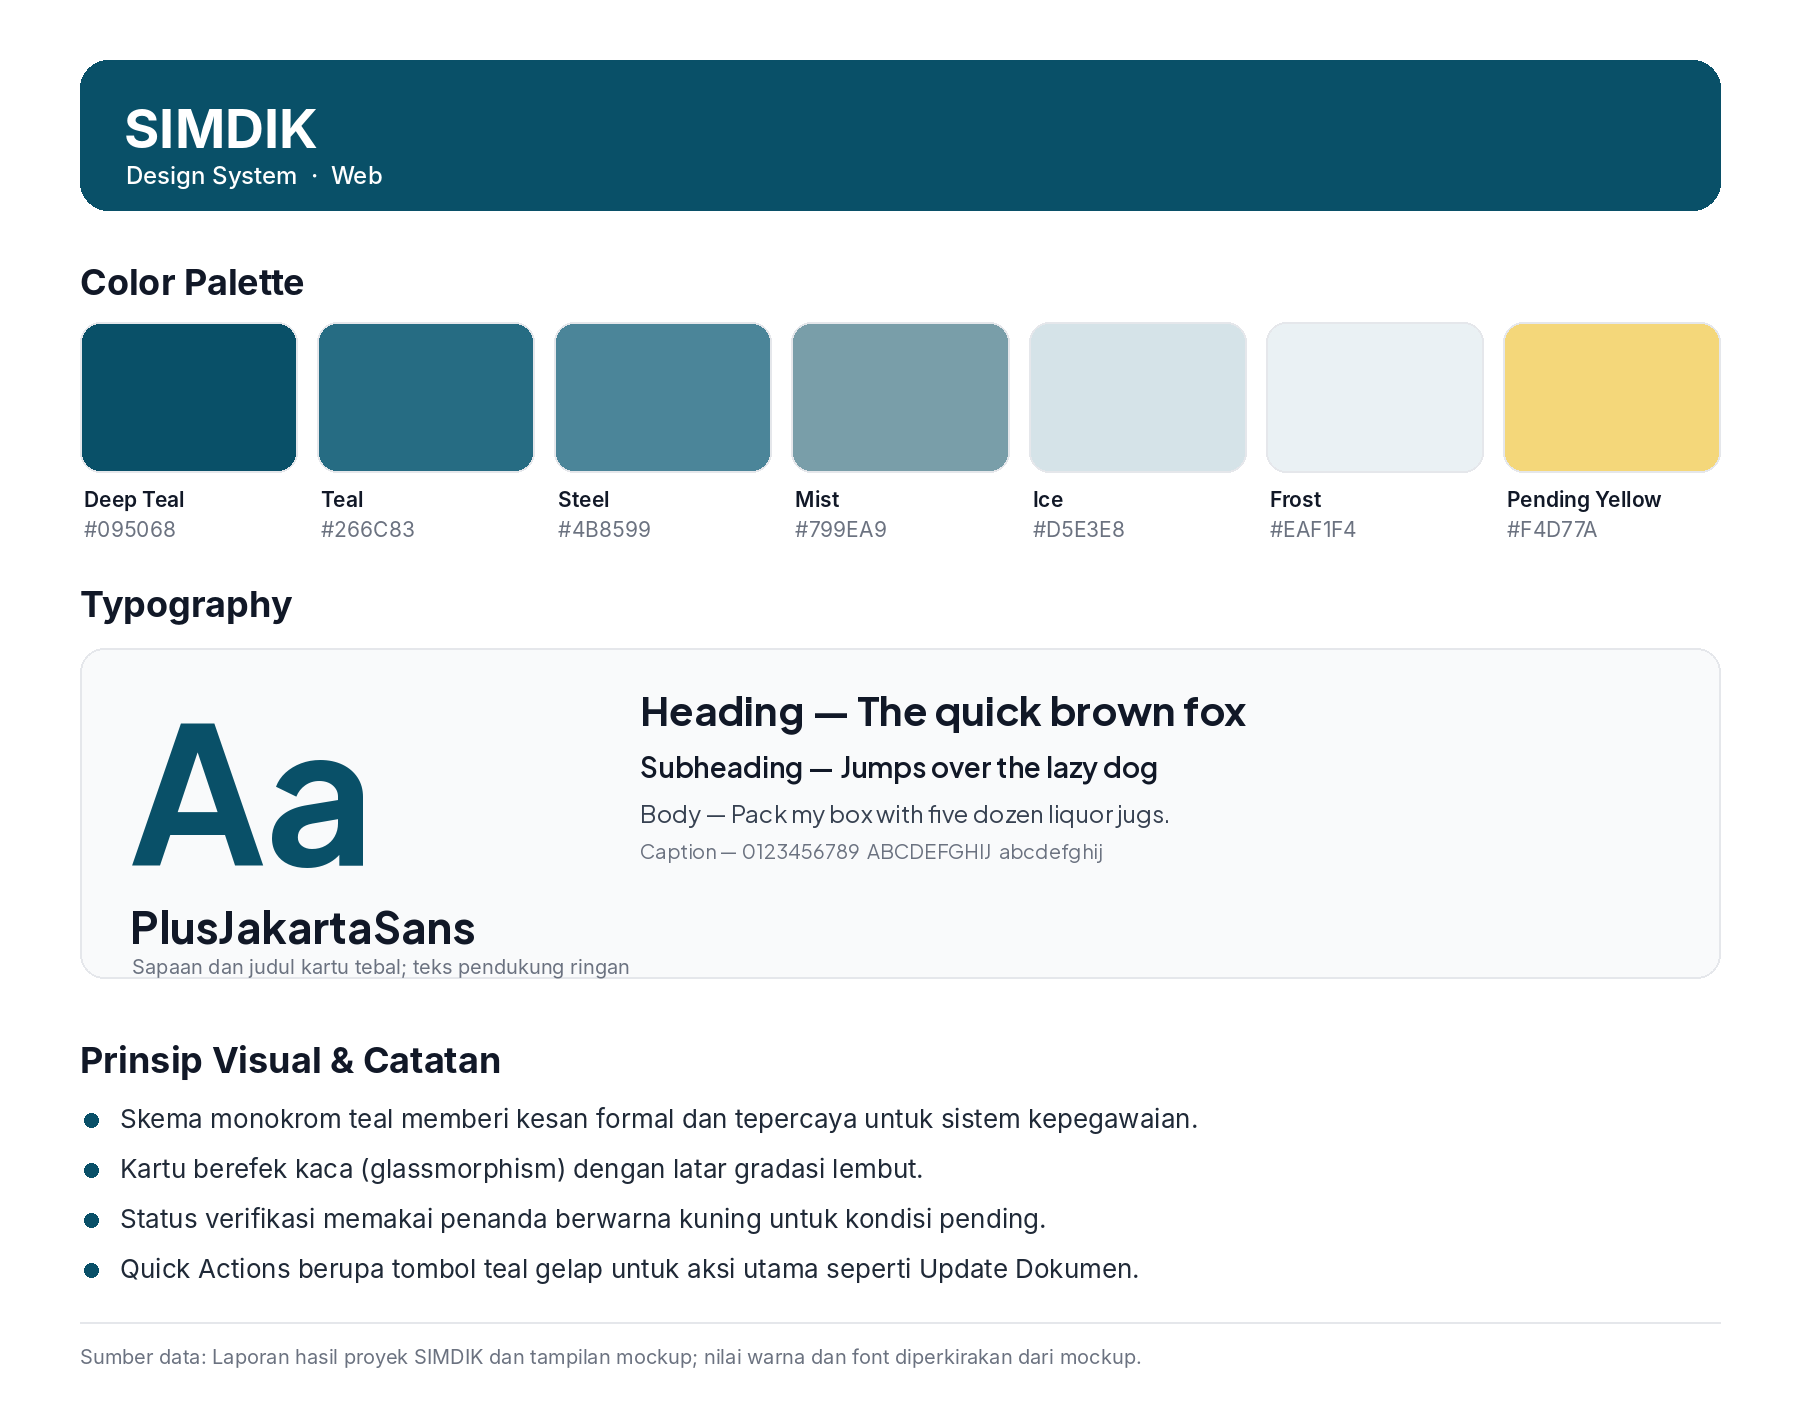 SIMDIK
Design System · Web
Color Palette
Deep Teal
#095068
Teal
#266C83
Steel
#4B8599
Mist
#799EA9
Ice
#D5E3E8
Frost
#EAF1F4
Pending Yellow
#F4D77A
Typography
Aa
PlusJakartaSans
Sapaan dan judul kartu tebal; teks pendukung ringan
Heading — The quick brown fox
Subheading — Jumps over the lazy dog
Body — Pack my box with five dozen liquor jugs.
Caption — 0123456789 ABCDEFGHIJ abcdefghij
Prinsip Visual & Catatan
Skema monokrom teal memberi kesan formal dan tepercaya untuk sistem kepegawaian.
Kartu berefek kaca (glassmorphism) dengan latar gradasi lembut.
Status verifikasi memakai penanda berwarna kuning untuk kondisi pending.
Quick Actions berupa tombol teal gelap untuk aksi utama seperti Update Dokumen.
Sumber data: Laporan hasil proyek SIMDIK dan tampilan mockup; nilai warna dan font diperkirakan dari mockup.